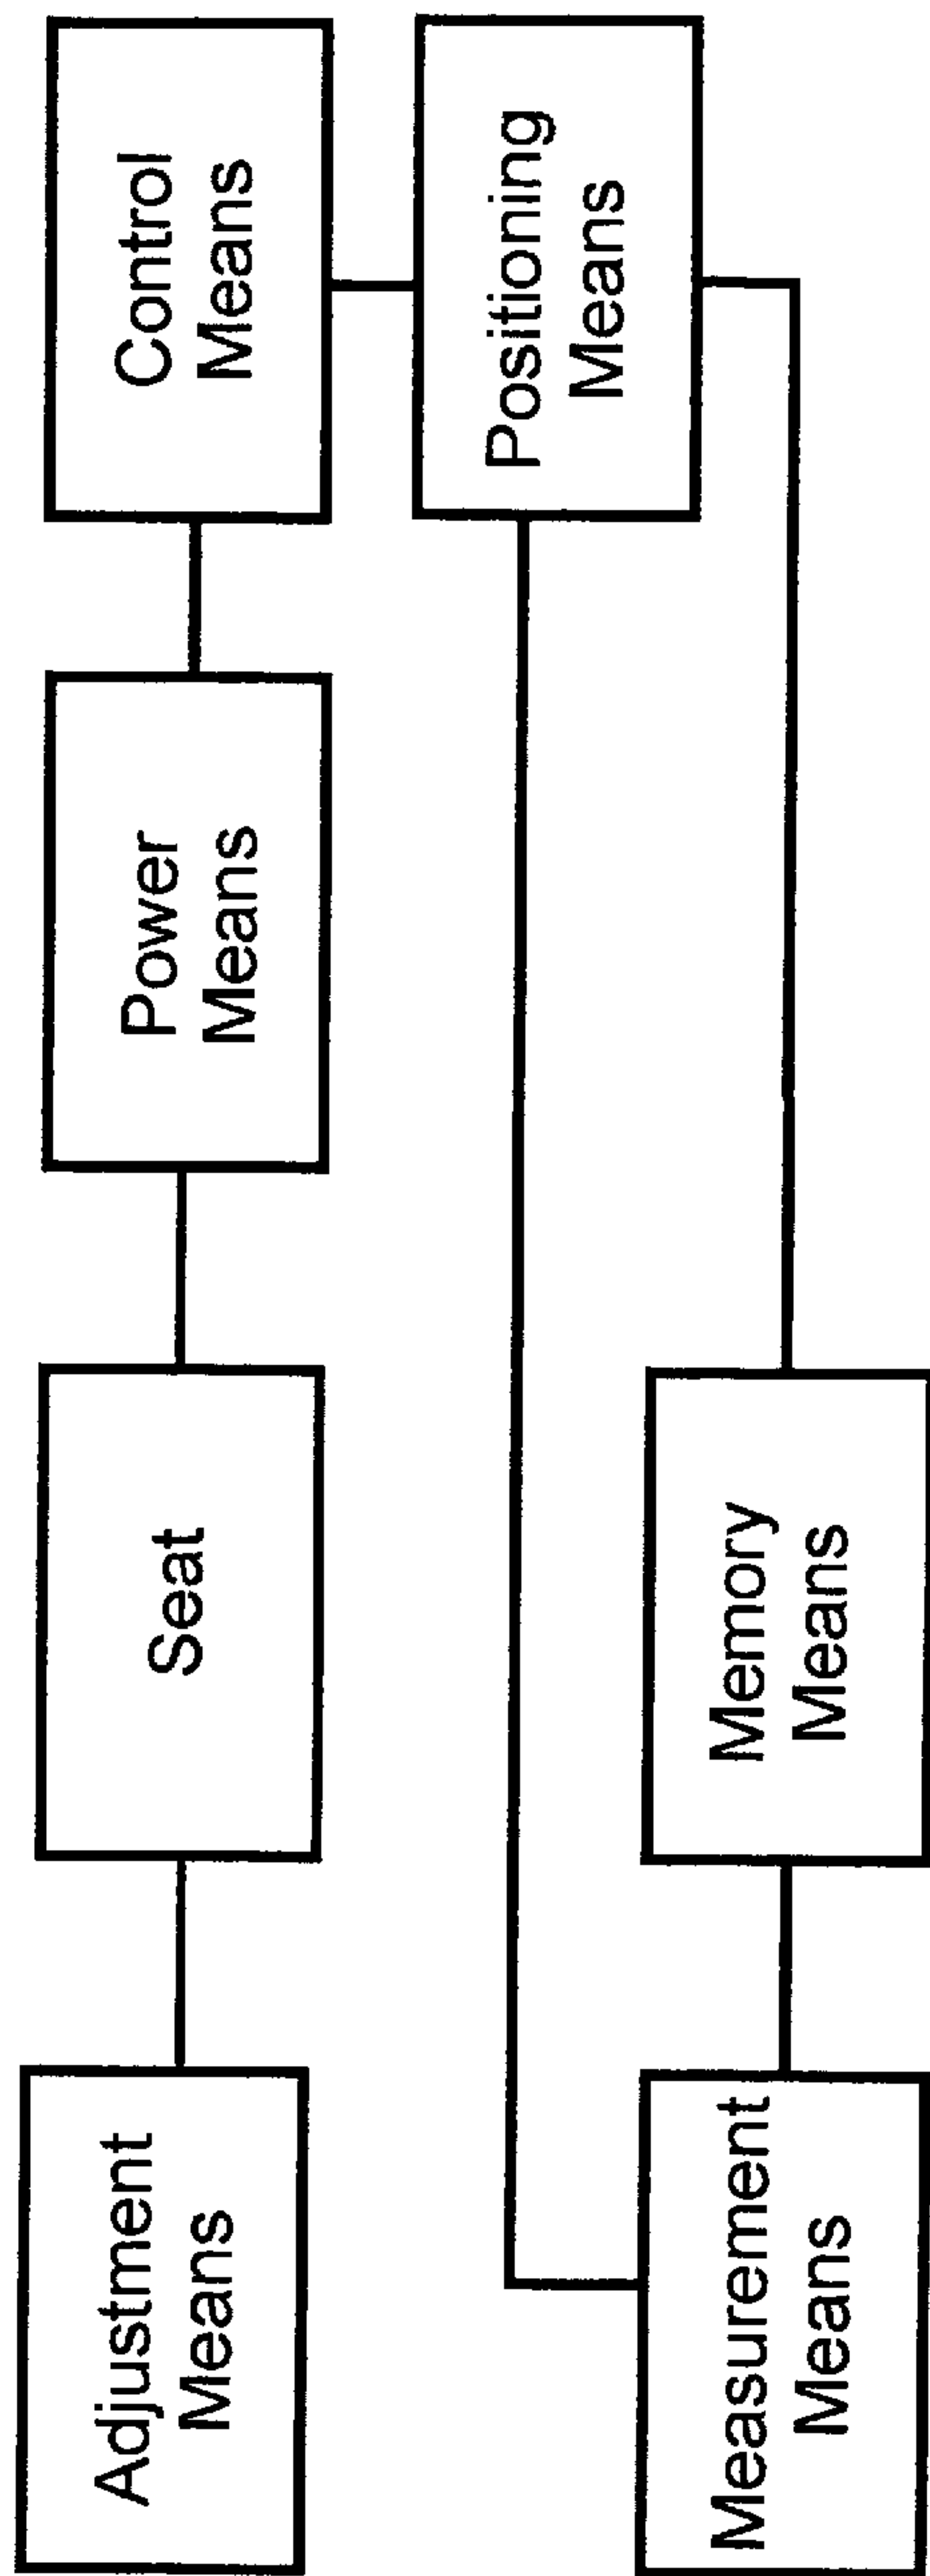 Adjustment
Means
Seat
Power
Means
Control
Means
Positioning
Means
Measurement
Means
Memory
Means